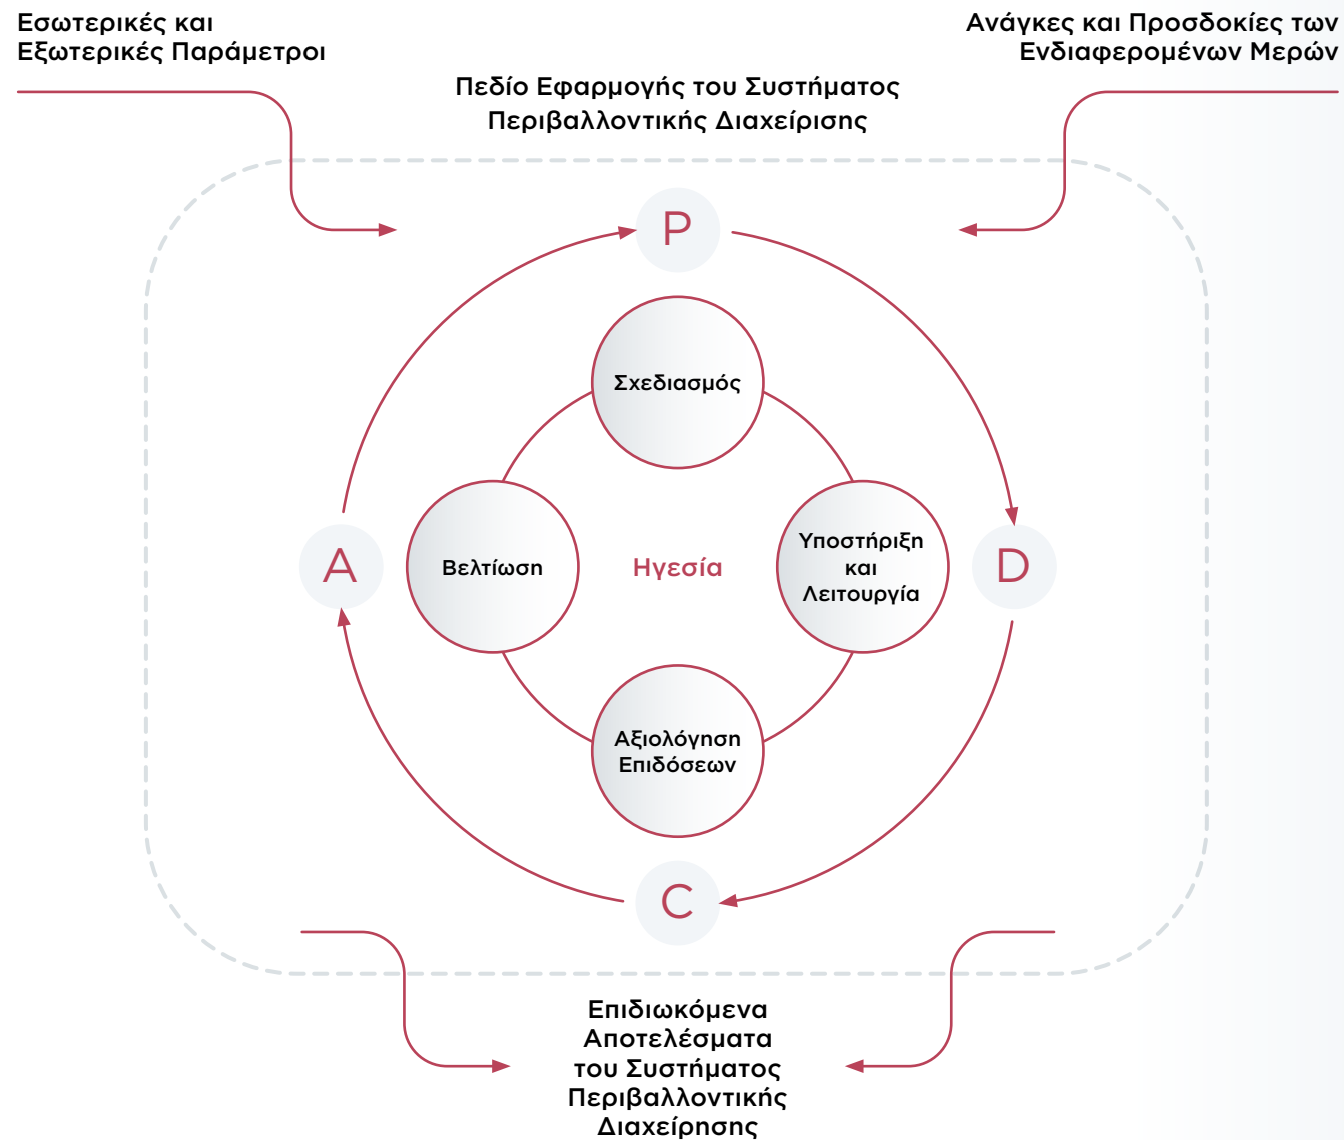 Εσωτερικές και
Εξωτερικές Παράμετροι
Ανάγκες και Προσδοκίες των
Ενδιαφερομένων Μερών
Πεδίο Εφαρμογής του Συστήματος
Περιβαλλοντικής Διαχείρισης
P
Σχεδιασμός
A
Βελτίωση
Ηγεσία
Υποστήριξη
και
Λειτουργία
D
Αξιολόγηση
Επιδόσεων
C
Επιδιωκόμενα
Αποτελέσματα
του Συστήματος
Περιβαλλοντικής
Διαχείρησης